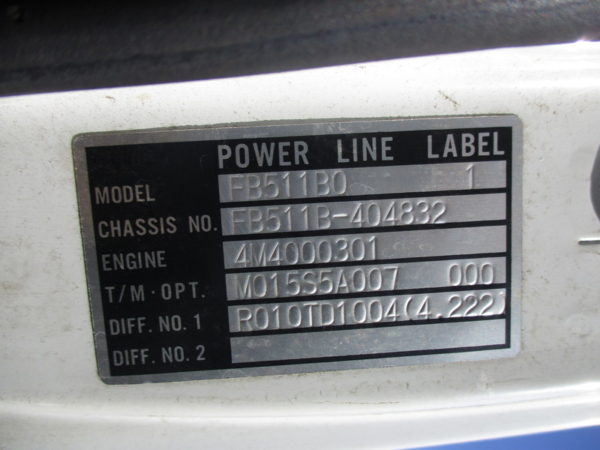 POWER LINE LABEL
MODEL FB511B0 1
CHASSIS NO. FB511B-404832
ENGINE 4M4000301
T/M·OPT. M015S5A007 000
DIFF. NO. 1 R010TD1004(4.222)
DIFF. NO. 2